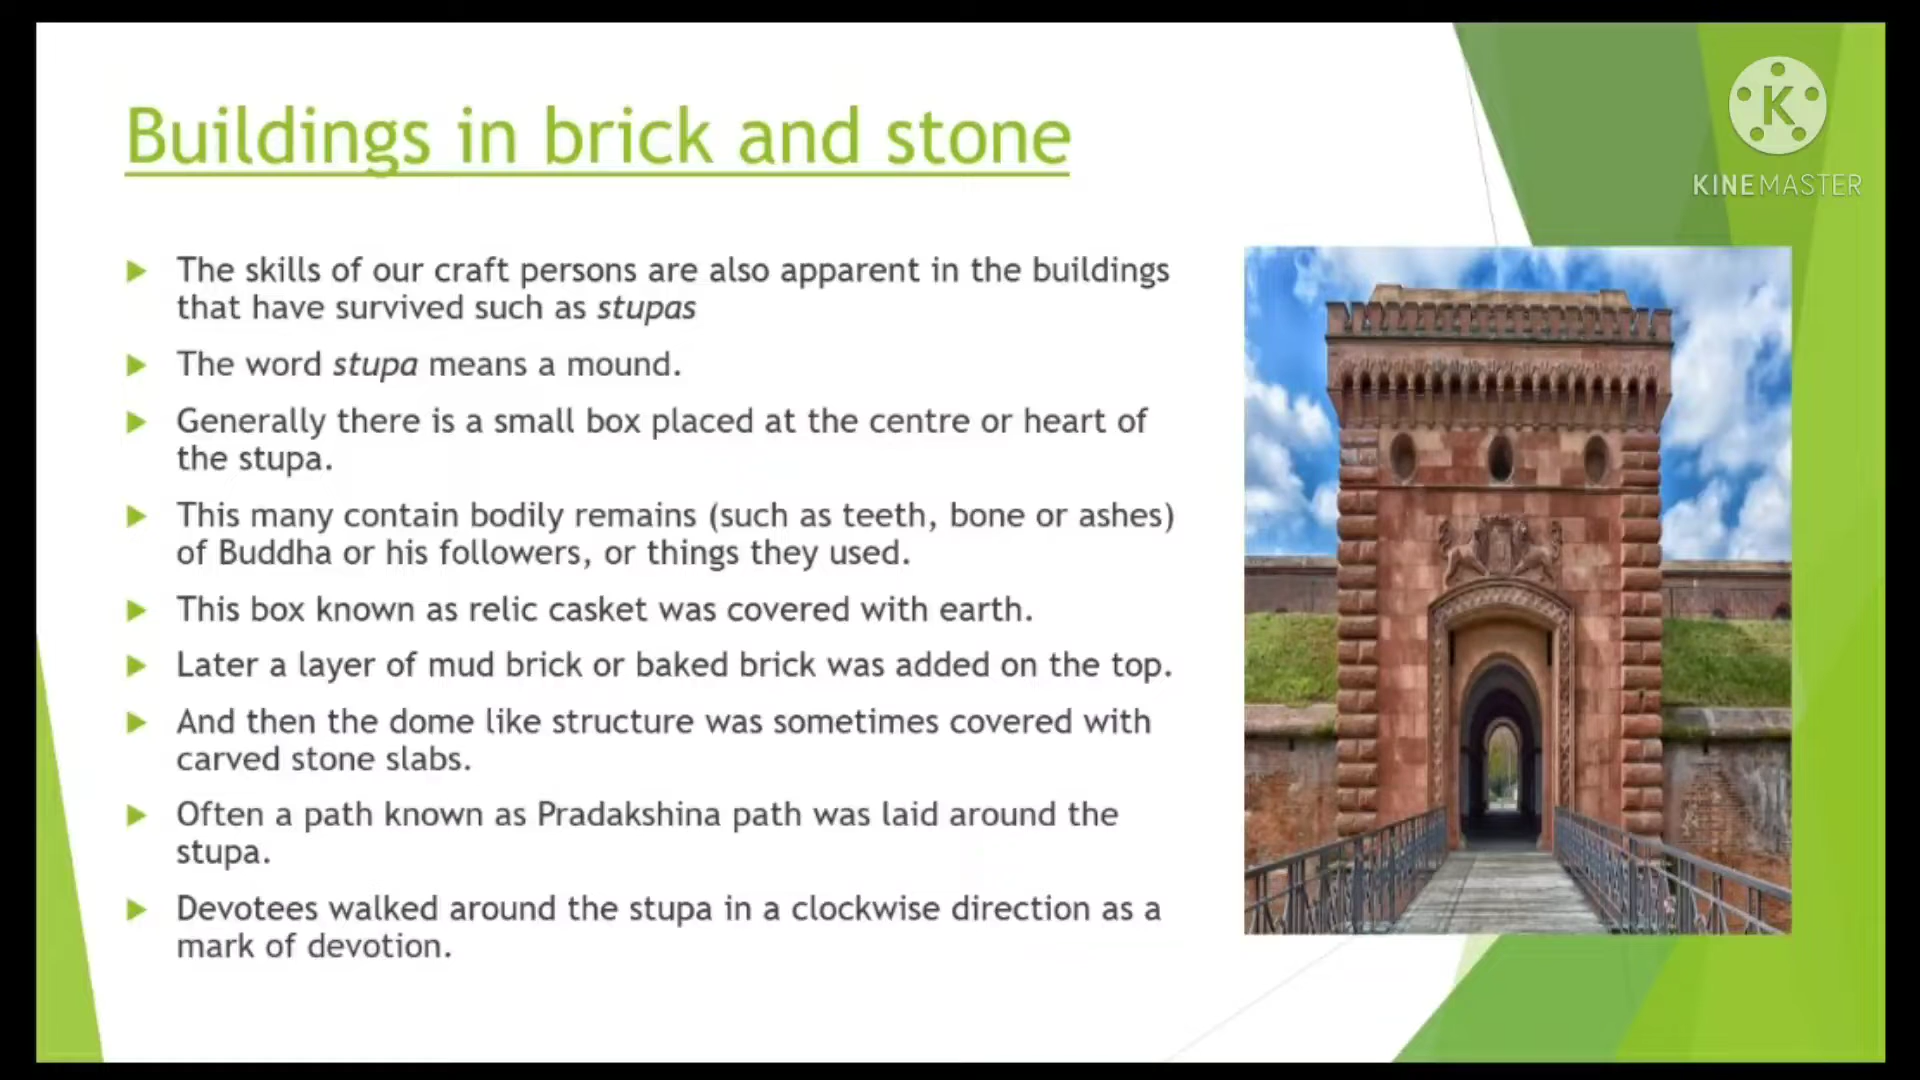 Buildings in brick and stone
The skills of our craft persons are also apparent in the buildings
that have survived such as stupas
The word stupa means a mound.
Generally there is a small box placed at the centre or heart of
the stupa.
This many contain bodily remains (such as teeth, bone or ashes)
of Buddha or his followers, or things they used.
This box known as relic casket was covered with earth.
Later a layer of mud brick or baked brick was added on the top.
And then the dome like structure was sometimes covered with
carved stone slabs.
Often a path known as Pradakshina path was laid around the
stupa.
Devotees walked around the stupa in a clockwise direction as a
mark of devotion.
K
KINEMASTER